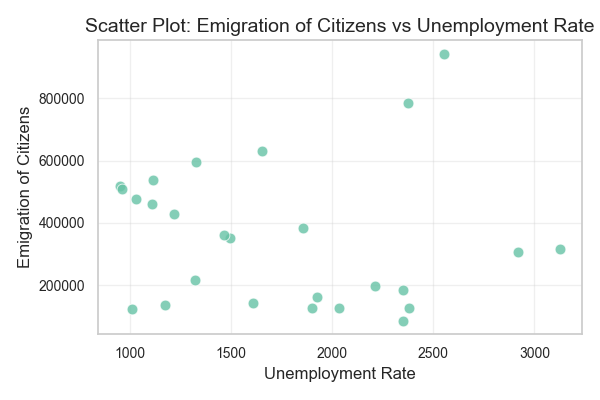 Scatter Plot: Emigration of Citizens vs Unemployment Rate
Emigration of Citizens
800000
600000
400000
200000
1000 1500 2000 2500 3000
Unemployment Rate